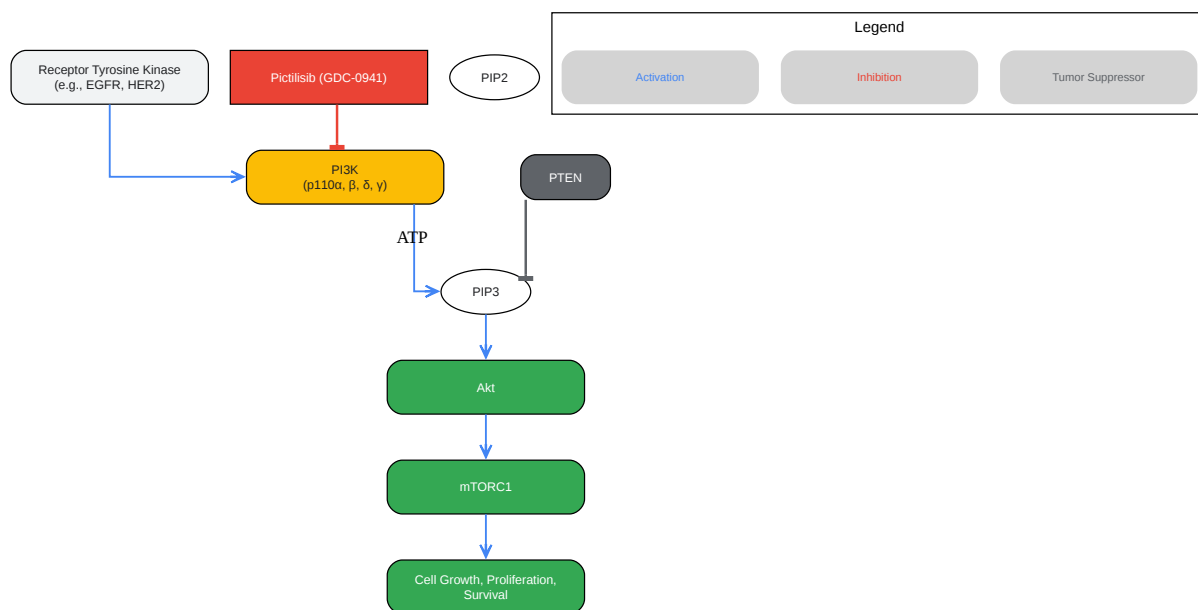 Legend
Receptor Tyrosine Kinase
(e.g., EGFR, HER2)
Pictilisib (GDC-0941)
PIP2
Activation
Inhibition
Tumor Suppressor
PI3K
(p110α, β, δ, γ)
PTEN
ATP
PIP3
Akt
mTORC1
Cell Growth, Proliferation,
Survival